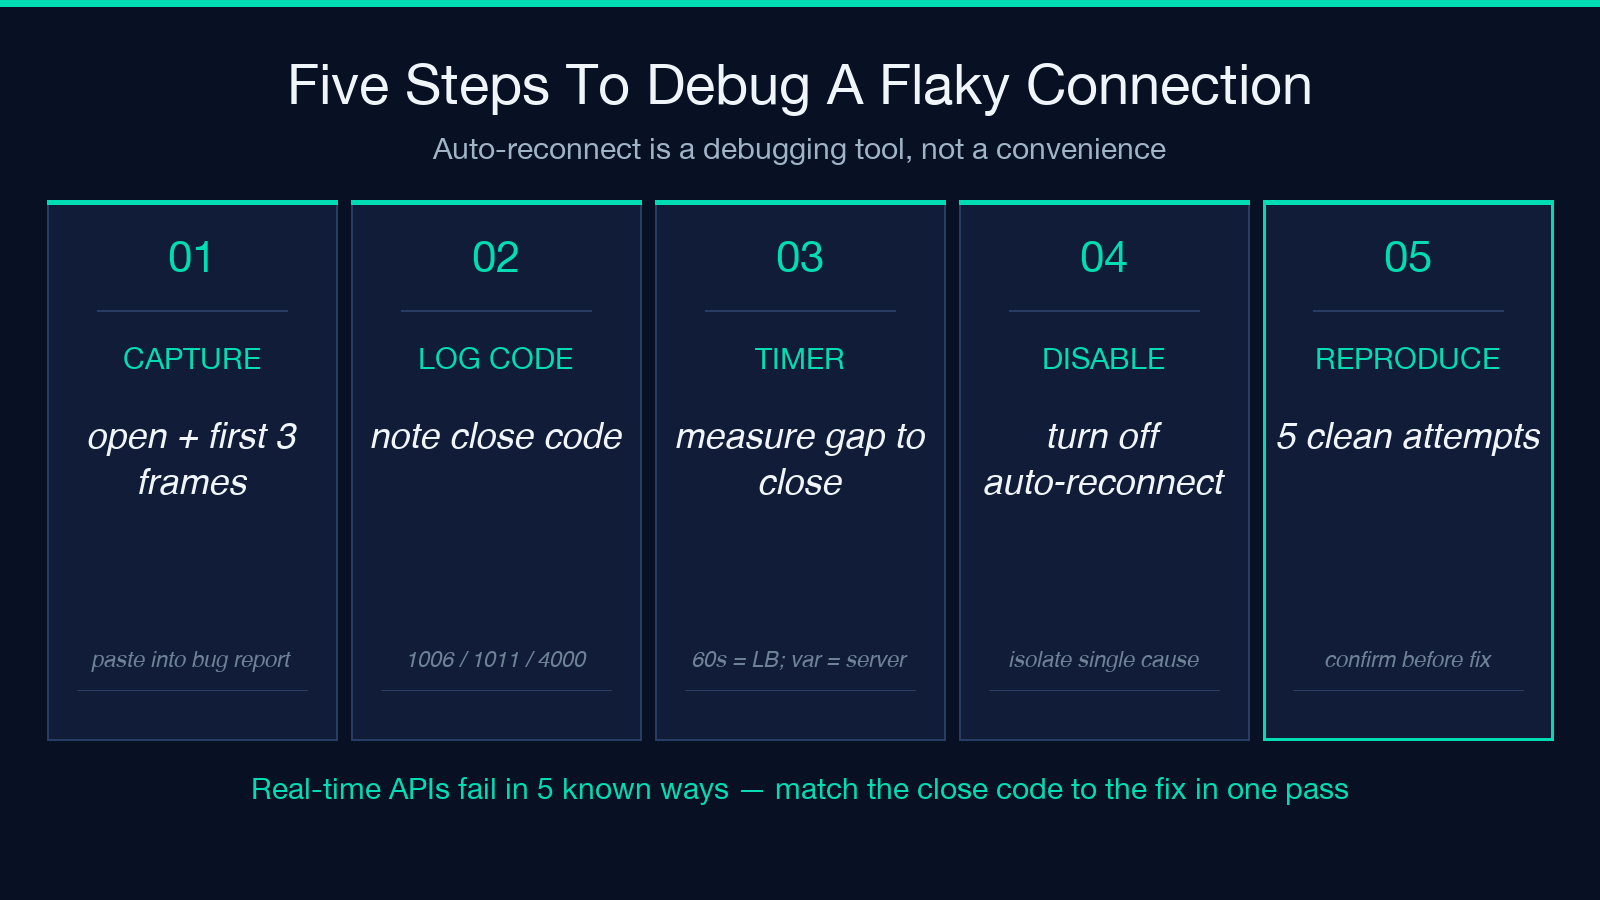 Five Steps To Debug A Flaky Connection
Auto-reconnect is a debugging tool, not a convenience
01
CAPTURE
open + first 3
frames
paste into bug report
02
LOG CODE
note close code
1006 / 1011 / 4000
03
TIMER
measure gap to
close
60s = LB; var = server
04
DISABLE
turn off
auto-reconnect
isolate single cause
05
REPRODUCE
5 clean attempts
confirm before fix
Real-time APIs fail in 5 known ways — match the close code to the fix in one pass